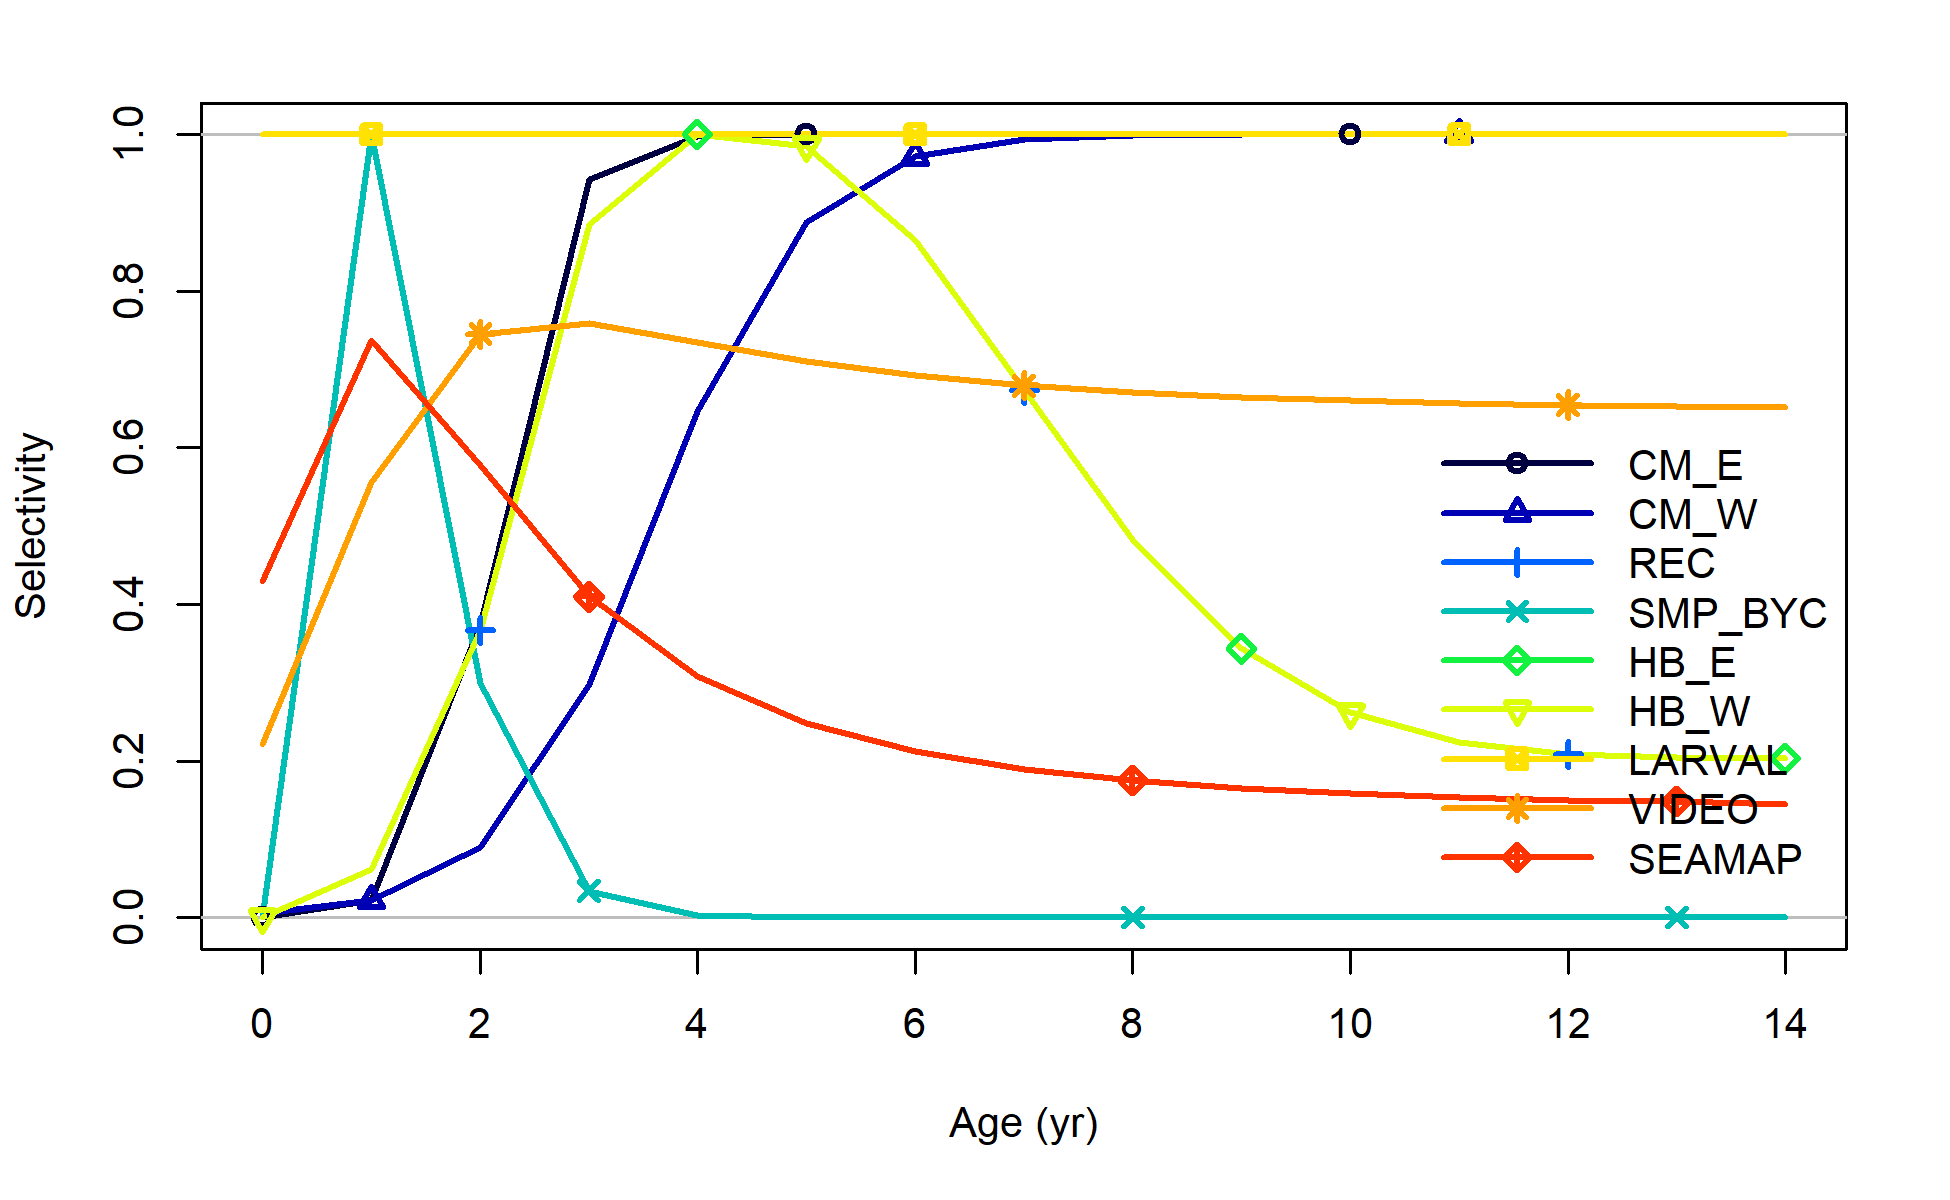 Selectivity
1.0
0.8
0.6
0.4
0.2
0.0
CM_E
CM_W
REC
SMP_BYC
HB_E
HB_W
LARVAL
VIDEO
SEAMAP
0 2 4 6 8 10 12 14
Age (yr)